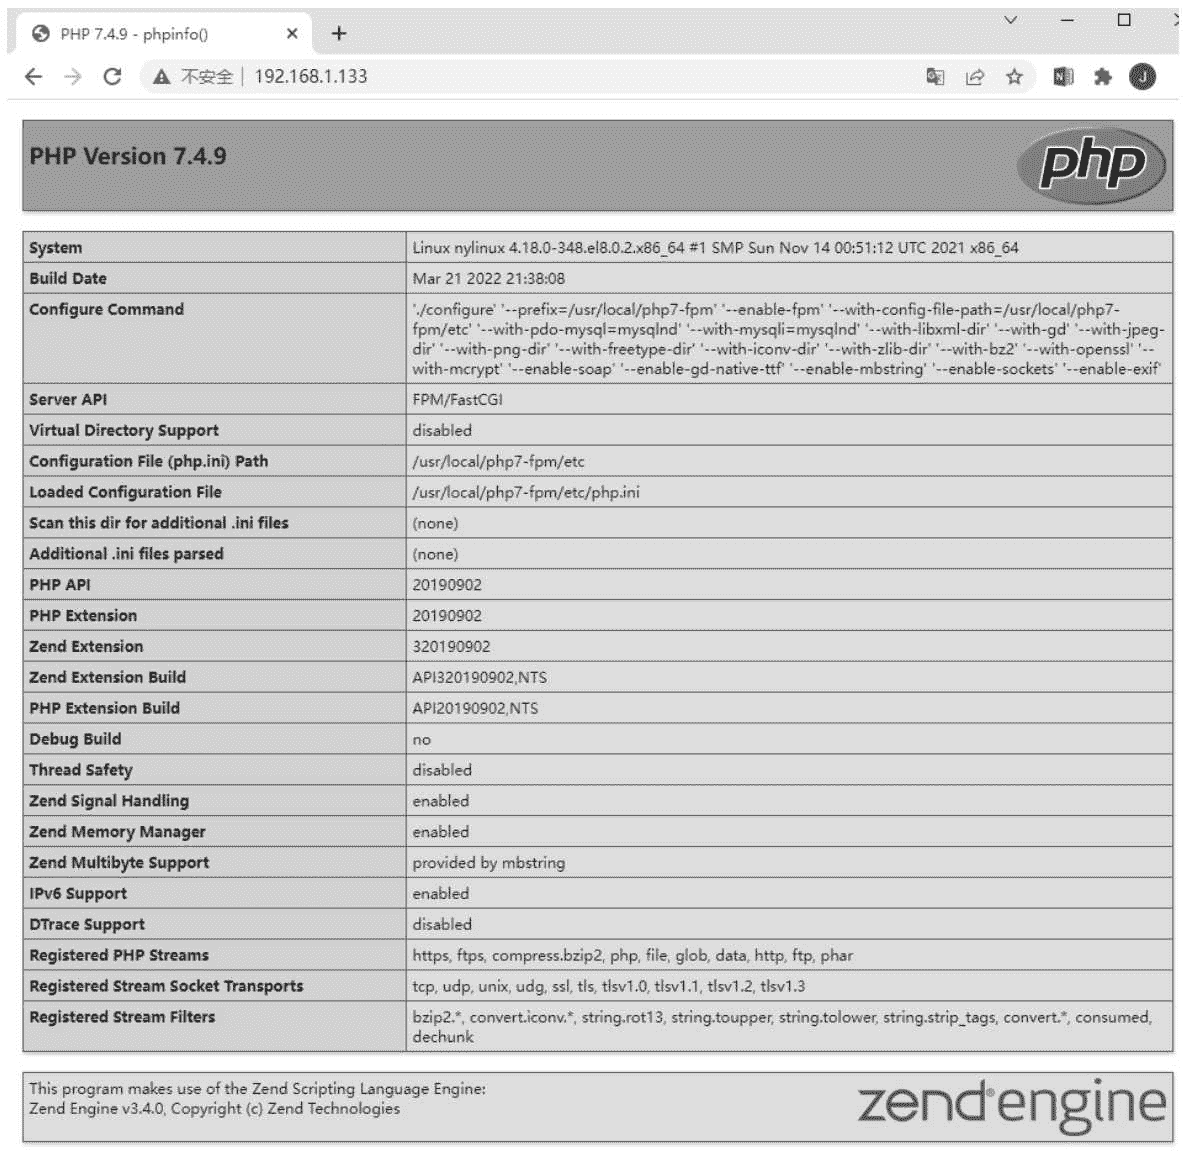 PHP 7.4.9 - phpinfo()
不安全 192.168.1.133
J
PHP Version 7.4.9
php
System Linux nylinux 4.18.0-348.el8.0.2.x86_64 #1 SMP Sun Nov 14 00:51:12 UTC 2021 x86_64
Build Date Mar 21 2022 21:38:08
Configure Command './configure' '--prefix=/usr/local/php7-fpm' '--enable-fpm' '--with-config-file-path=/usr/local/php7-
fpm/etc' '--with-pdo-mysql=mysqlnd' '--with-mysqli=mysqlnd' '--with-libxml-dir' '--with-gd' '--with-jpeg-
dir' '--with-png-dir' '--with-freetype-dir' '--with-iconv-dir' '--with-zlib-dir' '--with-bz2' '--with-openssl' '--
with-mcrypt' '--enable-soap' '--enable-gd-native-ttf' '--enable-mbstring' '--enable-sockets' '--enable-exif'
Server API FPM/FastCGI
Virtual Directory Support disabled
Configuration File (php.ini) Path /usr/local/php7-fpm/etc
Loaded Configuration File /usr/local/php7-fpm/etc/php.ini
Scan this dir for additional .ini files (none)
Additional .ini files parsed (none)
PHP API 20190902
PHP Extension 20190902
Zend Extension 320190902
Zend Extension Build API320190902,NTS
PHP Extension Build API20190902,NTS
Debug Build no
Thread Safety disabled
Zend Signal Handling enabled
Zend Memory Manager enabled
Zend Multibyte Support provided by mbstring
IPv6 Support enabled
DTrace Support disabled
Registered PHP Streams https, ftps, compress.bzip2, php, file, glob, data, http, ftp, phar
Registered Stream Socket Transports tcp, udp, unix, udg, ssl, tls, tlsv1.0, tlsv1.1, tlsv1.2, tlsv1.3
Registered Stream Filters bzip2.*, convert.iconv.*, string.rot13, string.toupper, string.tolower, string.strip_tags, convert.*, consumed,
dechunk
This program makes use of the Zend Scripting Language Engine:
Zend Engine v3.4.0, Copyright (c) Zend Technologies
zend®engine